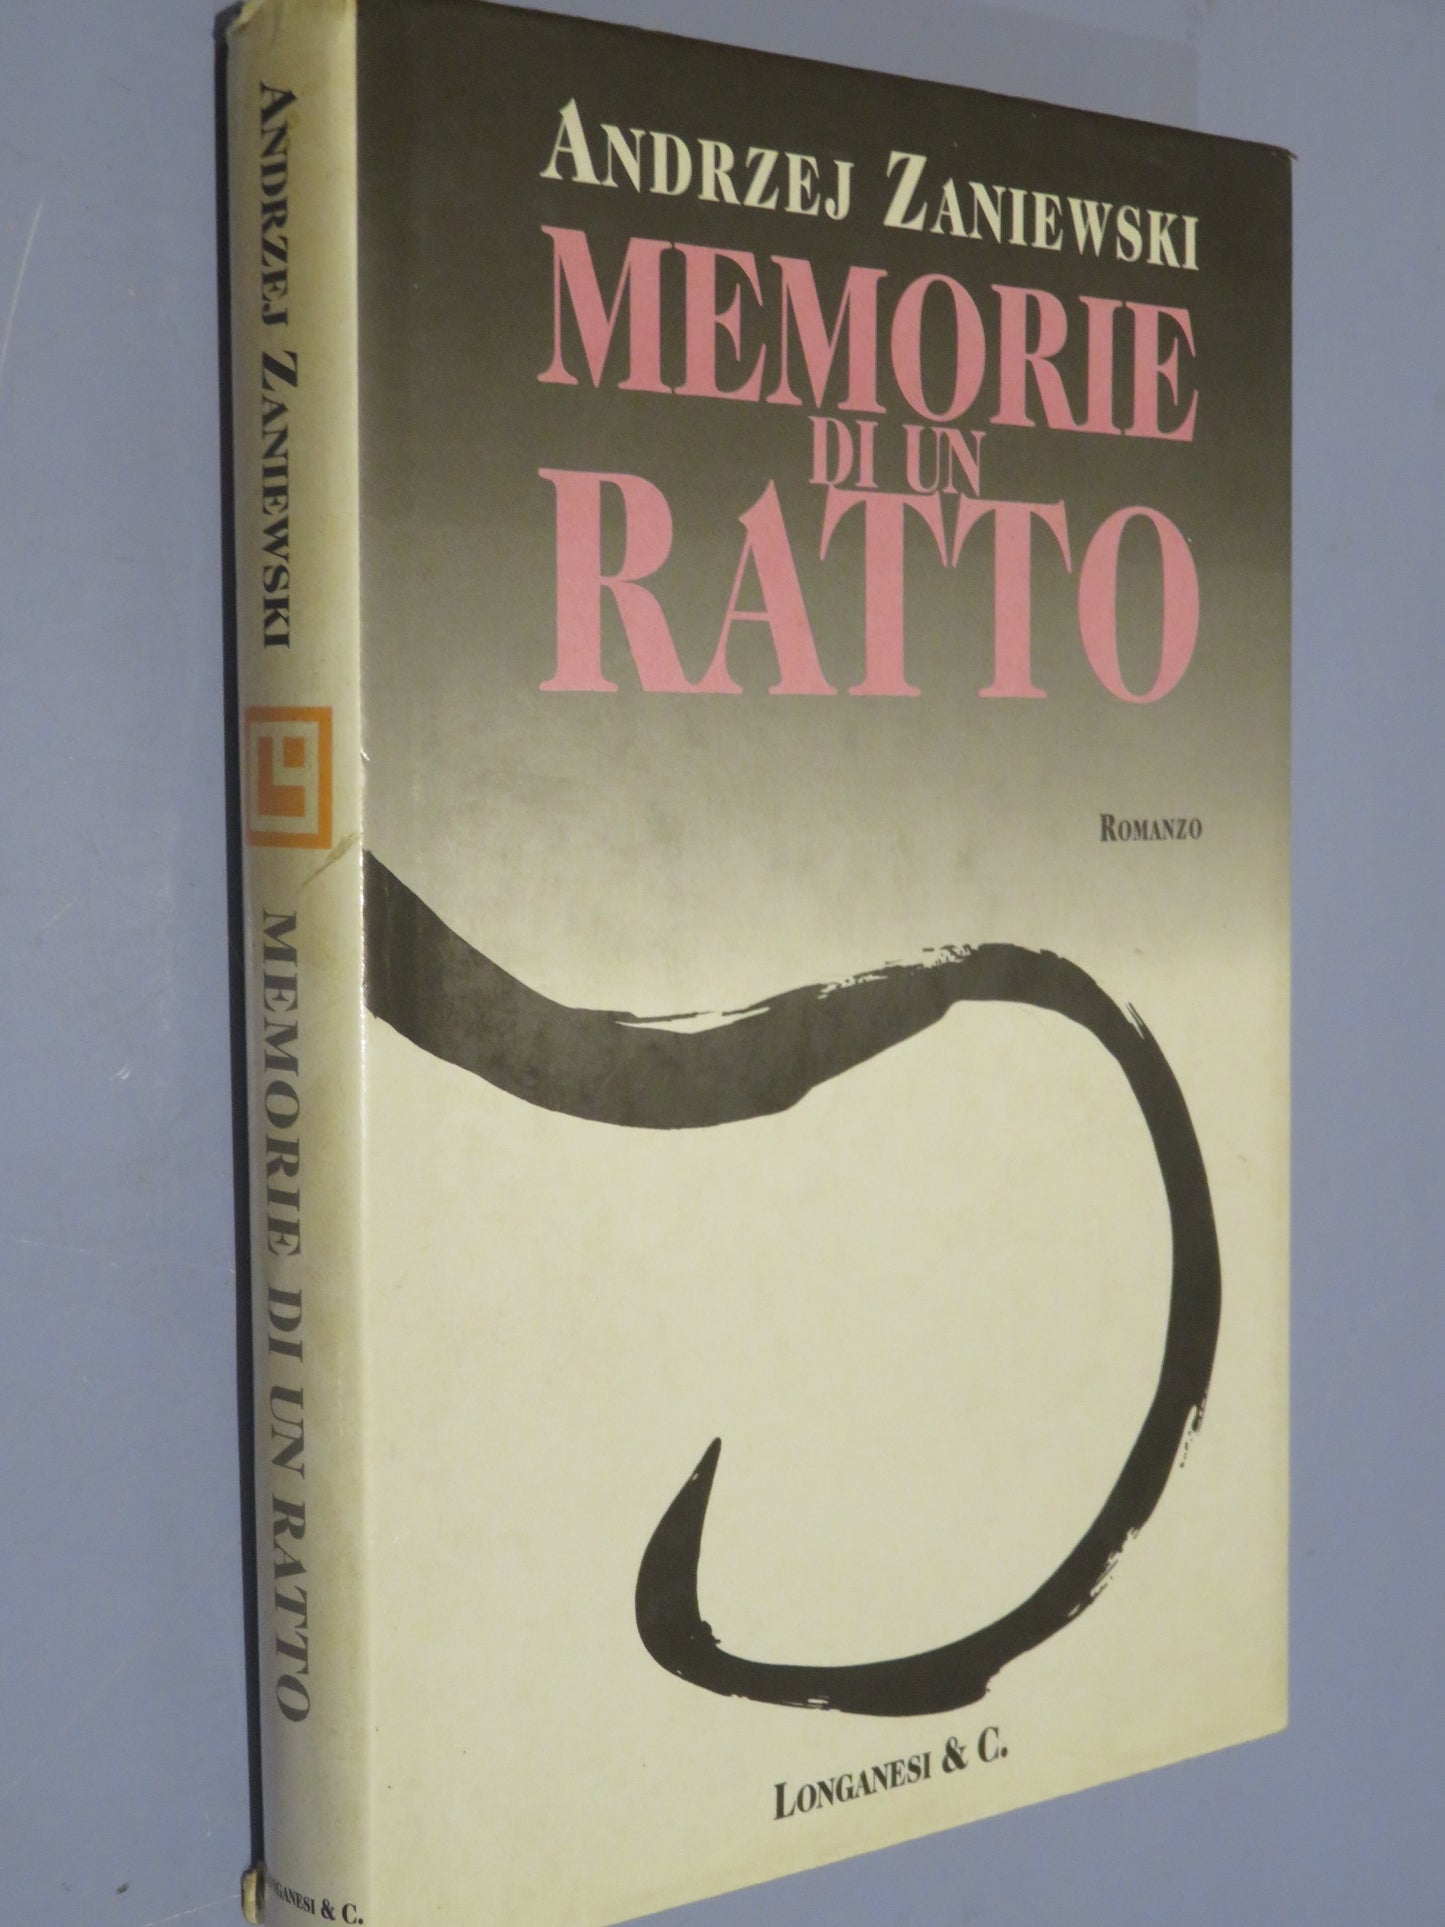 ANDRZEJ ZANIEWSKI
MEMORIE
DI UN
RATTO
ROMANZO
LONGANESI & C.
ANDRZEJ ZANIEWSKI
MEMORIE DI UN RATTO
LONGANESI & C.